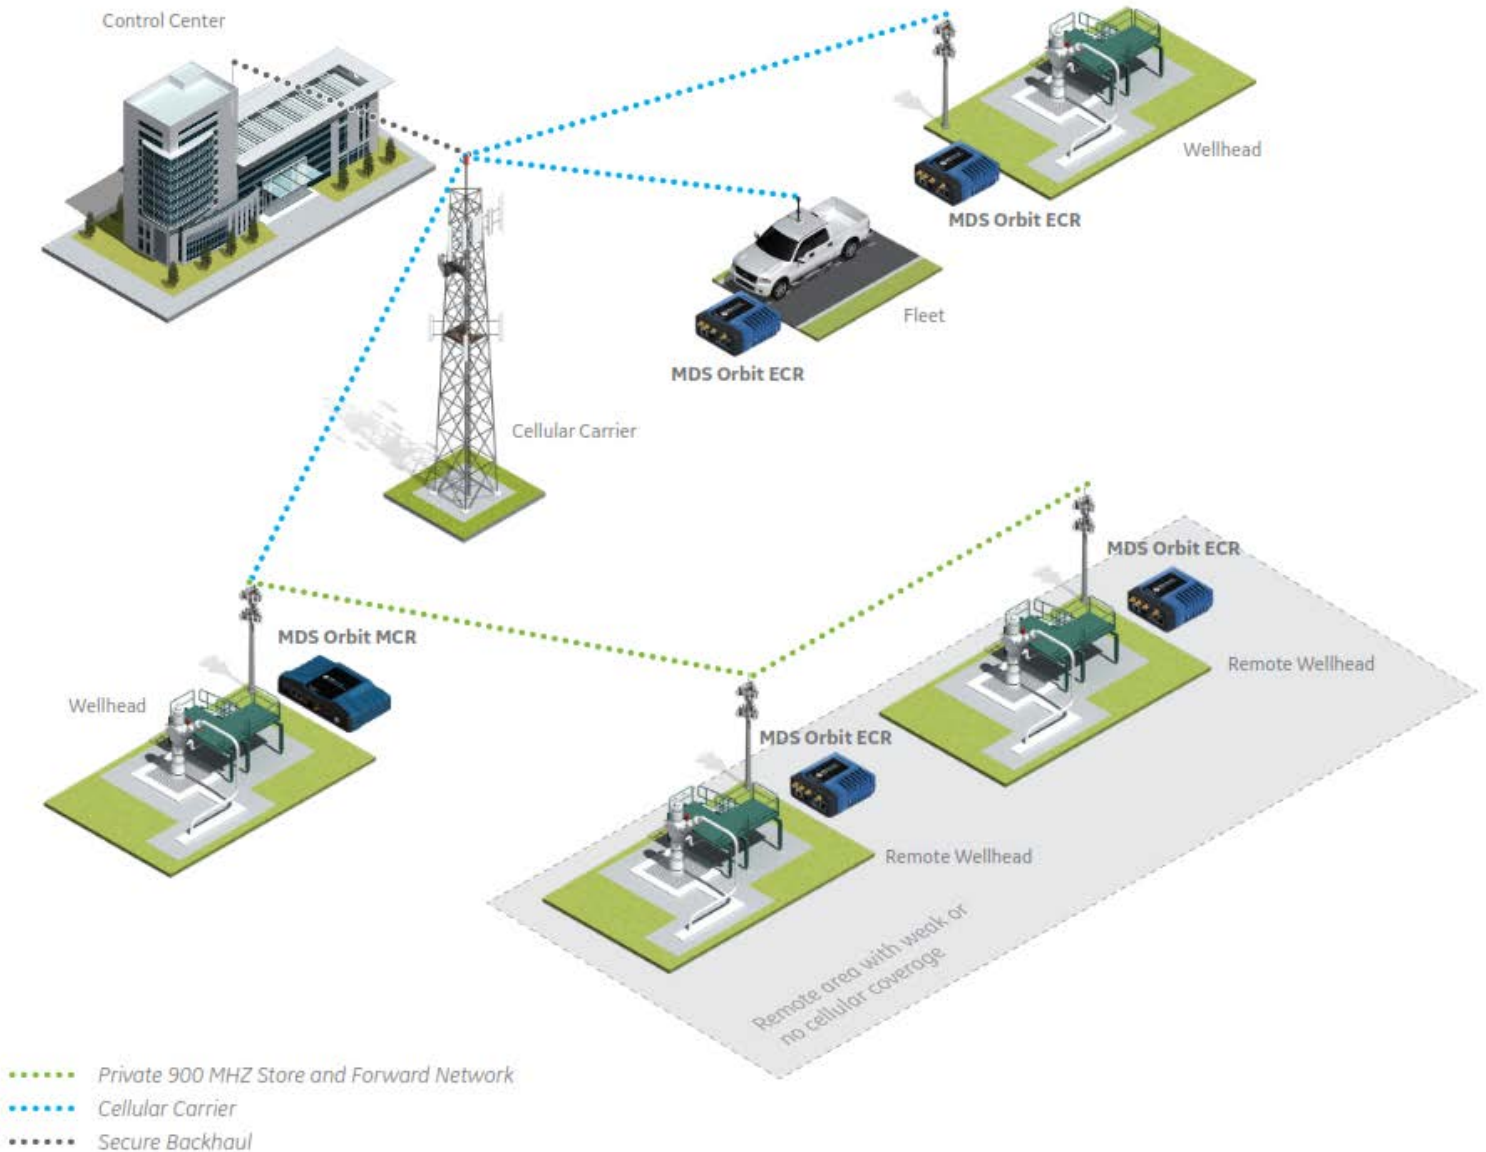 Control Center
Wellhead
MDS Orbit ECR
Fleet
MDS Orbit ECR
Cellular Carrier
MDS Orbit ECR
Remote Wellhead
MDS Orbit MCR
Wellhead
MDS Orbit ECR
Remote Wellhead
Remote area with weak or
no cellular coverage
Private 900 MHZ Store and Forward Network
Cellular Carrier
Secure Backhaul